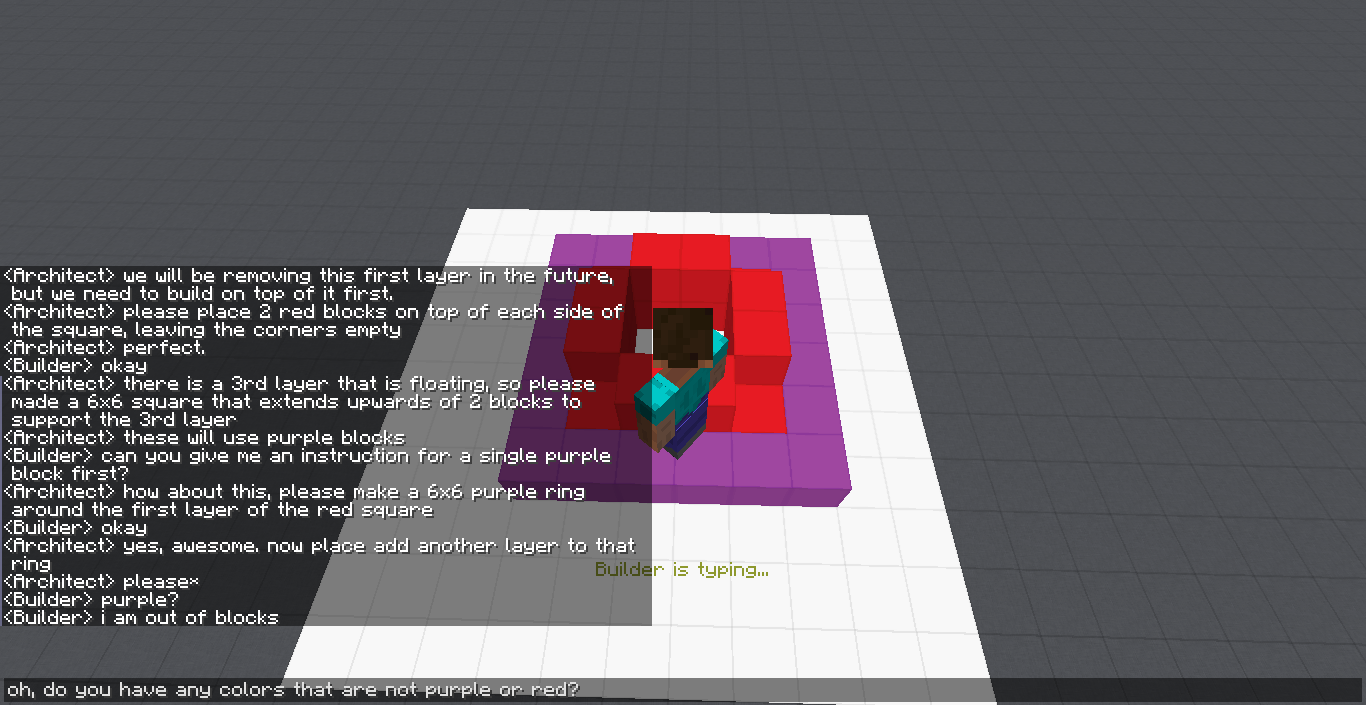 <Architect> we will be removing this first layer in the future,
but we need to build on top of it first.
<Architect> please place 2 red blocks on top of each side of
the square, leaving the corners empty
<Architect> perfect.
<Builder> okay
<Architect> there is a 3rd layer that is floating, so please
made a 6x6 square that extends upwards of 2 blocks to
support the 3rd layer
<Architect> these will use purple blocks
<Builder> can you give me an instruction for a single purple
block first?
<Architect> how about this, please make a 6x6 purple ring
around the first layer of the red square
<Builder> okay
<Architect> yes, awesome. now place add another layer to that
ring
<Architect> please*
<Builder> purple?
<Builder> i am out of blocks
Builder is typing...
oh, do you have any colors that are not purple or red?